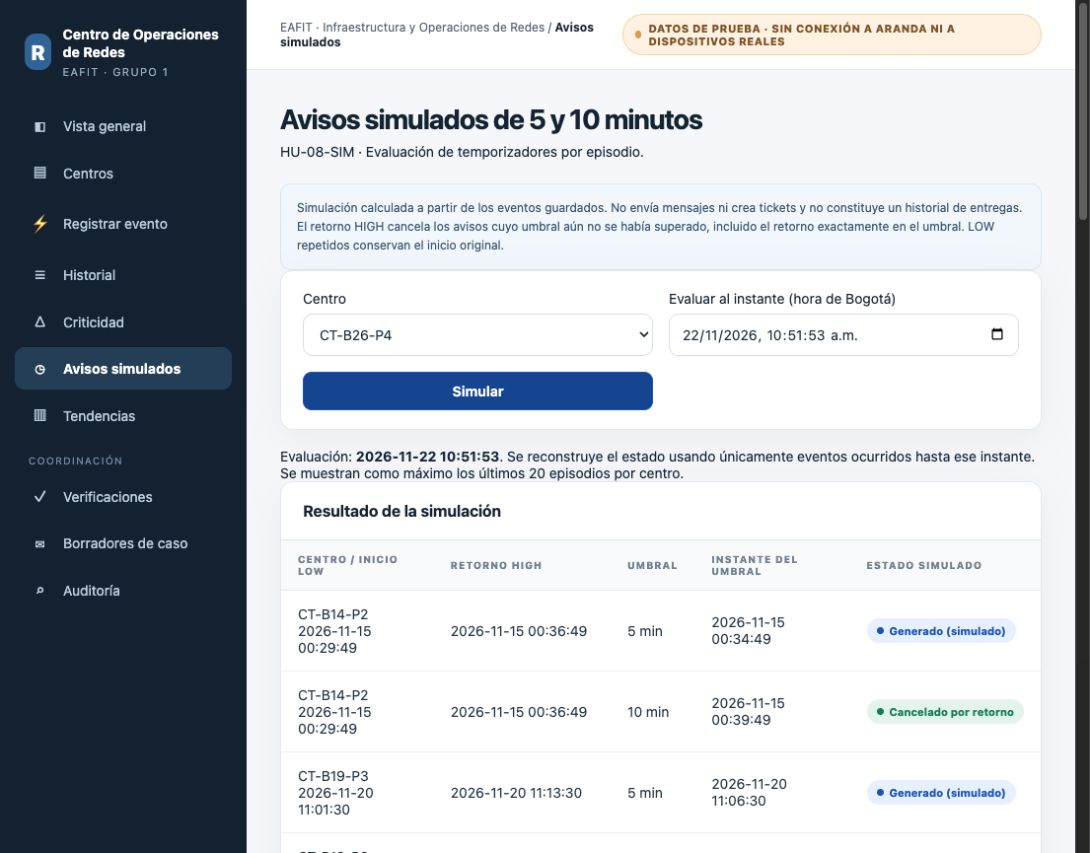 R
Centro de Operaciones
de Redes
EAFIT · GRUPO 1
Vista general
Centros
Registrar evento
Historial
Criticidad
Avisos simulados
Tendencias
COORDINACIÓN
Verificaciones
Borradores de caso
Auditoría
EAFIT · Infraestructura y Operaciones de Redes / Avisos
simulados
DATOS DE PRUEBA · SIN CONEXIÓN A ARANDA NI A
DISPOSITIVOS REALES
Avisos simulados de 5 y 10 minutos
HU-08-SIM · Evaluación de temporizadores por episodio.
Simulación calculada a partir de los eventos guardados. No envía mensajes ni crea tickets y no constituye un historial de entregas.
El retorno HIGH cancela los avisos cuyo umbral aún no se había superado, incluido el retorno exactamente en el umbral. LOW
repetidos conservan el inicio original.
Centro
CT-B26-P4
Evaluar al instante (hora de Bogotá)
22/11/2026, 10:51:53 a.m.
Simular
Evaluación: 2026-11-22 10:51:53. Se reconstruye el estado usando únicamente eventos ocurridos hasta ese instante.
Se muestran como máximo los últimos 20 episodios por centro.
Resultado de la simulación
CENTRO / INICIO
LOW
RETORNO HIGH
UMBRAL
INSTANTE DEL
UMBRAL
ESTADO SIMULADO
CT-B14-P2
2026-11-15
00:29:49
2026-11-15 00:36:49
5 min
2026-11-15
00:34:49
Generado (simulado)
CT-B14-P2
2026-11-15
00:29:49
2026-11-15 00:36:49
10 min
2026-11-15
00:39:49
Cancelado por retorno
CT-B19-P3
2026-11-20
11:01:30
2026-11-20 11:13:30
5 min
2026-11-20
11:06:30
Generado (simulado)